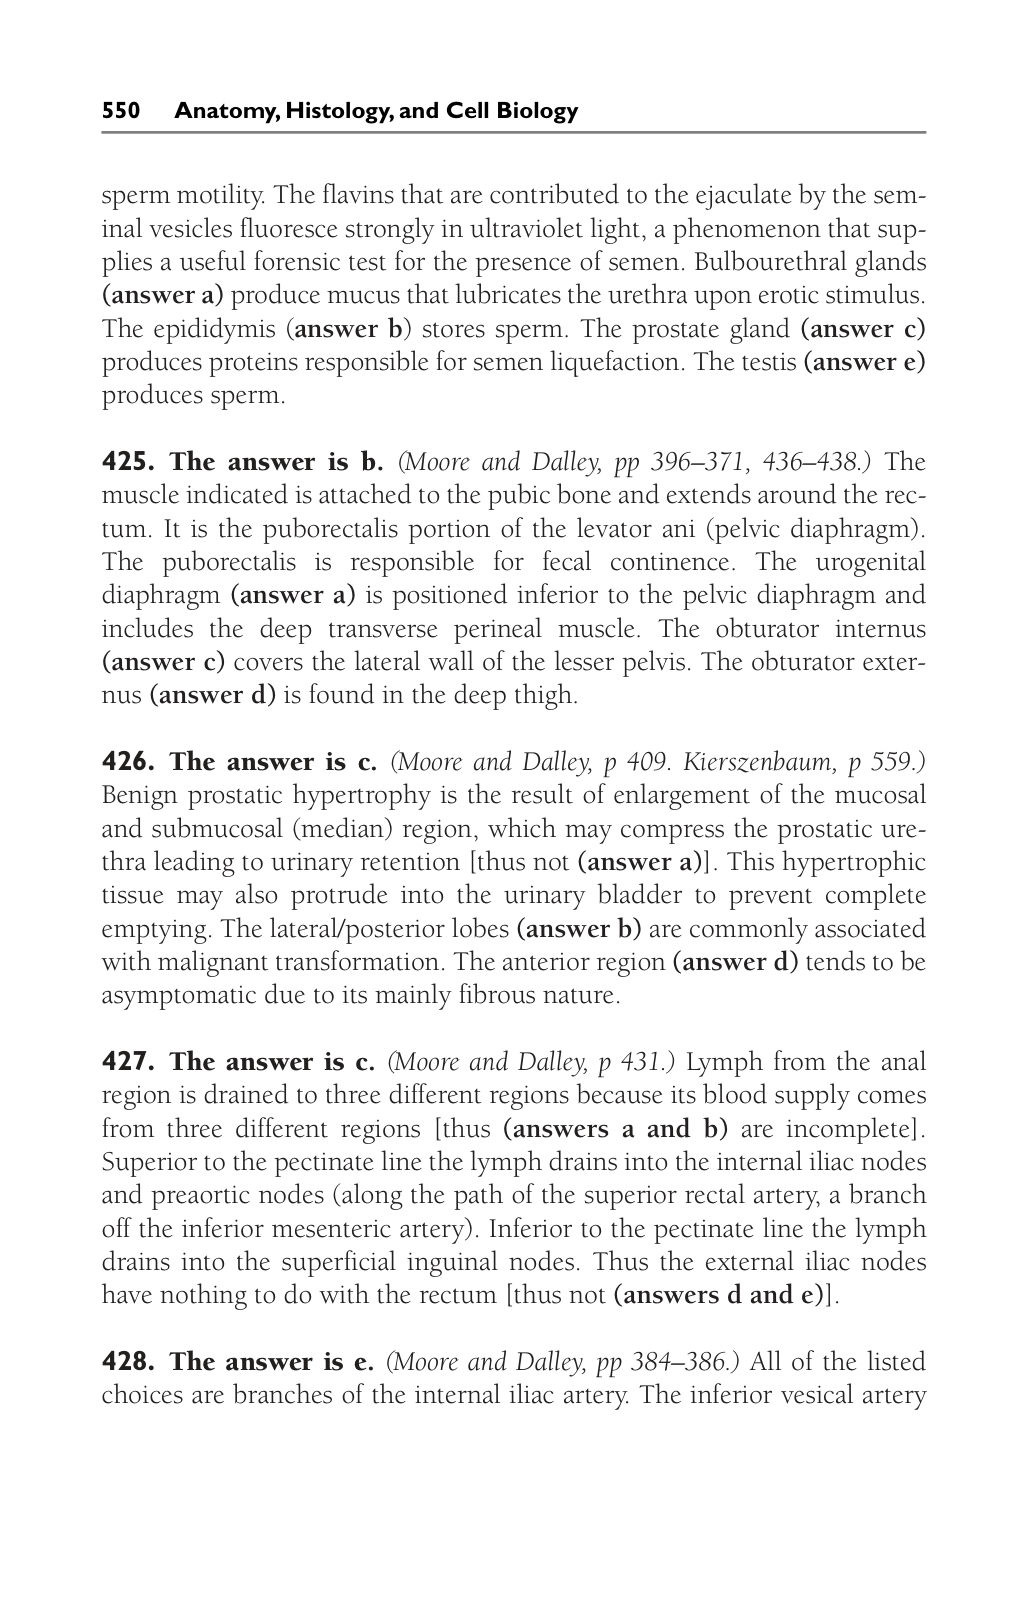 550 Anatomy, Histology, and Cell Biology
sperm motility. The flavins that are contributed to the ejaculate by the sem-
inal vesicles fluoresce strongly in ultraviolet light, a phenomenon that sup-
plies a useful forensic test for the presence of semen. Bulbourethral glands
(answer a) produce mucus that lubricates the urethra upon erotic stimulus.
The epididymis (answer b) stores sperm. The prostate gland (answer c)
produces proteins responsible for semen liquefaction. The testis (answer e)
produces sperm.
425. The answer is b. (Moore and Dalley, pp 396–371, 436–438.) The
muscle indicated is attached to the pubic bone and extends around the rec-
tum. It is the puborectalis portion of the levator ani (pelvic diaphragm).
The puborectalis is responsible for fecal continence. The urogenital
diaphragm (answer a) is positioned inferior to the pelvic diaphragm and
includes the deep transverse perineal muscle. The obturator internus
(answer c) covers the lateral wall of the lesser pelvis. The obturator exter-
nus (answer d) is found in the deep thigh.
426. The answer is c. (Moore and Dalley, p 409. Kierszenbaum, p 559.)
Benign prostatic hypertrophy is the result of enlargement of the mucosal
and submucosal (median) region, which may compress the prostatic ure-
thra leading to urinary retention [thus not (answer a)]. This hypertrophic
tissue may also protrude into the urinary bladder to prevent complete
emptying. The lateral/posterior lobes (answer b) are commonly associated
with malignant transformation. The anterior region (answer d) tends to be
asymptomatic due to its mainly fibrous nature.
427. The answer is c. (Moore and Dalley, p 431.) Lymph from the anal
region is drained to three different regions because its blood supply comes
from three different regions [thus (answers a and b) are incomplete].
Superior to the pectinate line the lymph drains into the internal iliac nodes
and preaortic nodes (along the path of the superior rectal artery, a branch
off the inferior mesenteric artery). Inferior to the pectinate line the lymph
drains into the superficial inguinal nodes. Thus the external iliac nodes
have nothing to do with the rectum [thus not (answers d and e)].
428. The answer is e. (Moore and Dalley, pp 384–386.) All of the listed
choices are branches of the internal iliac artery. The inferior vesical artery